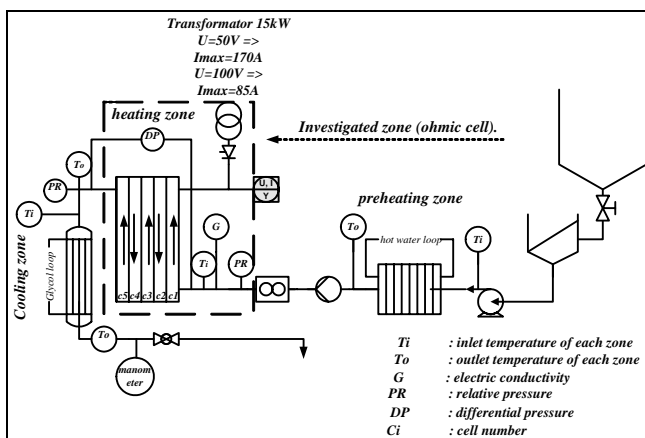 Transformator 15kW
U=50V =>
Imax=170A
U=100V =>
Imax=85A
heating zone
Investigated zone (ohmic cell).
DP
To
PR
U, I
Y
Ti
preheating zone
G
To
hot water loop
Ti
Cooling zone
Glycol loop
Ti
PR
c5 c4 c3 c2 c1
To
manom
eter
Ti : inlet temperature of each zone
To : outlet temperature of each zone
G : electric conductivity
PR : relative pressure
DP : differential pressure
Ci : cell number